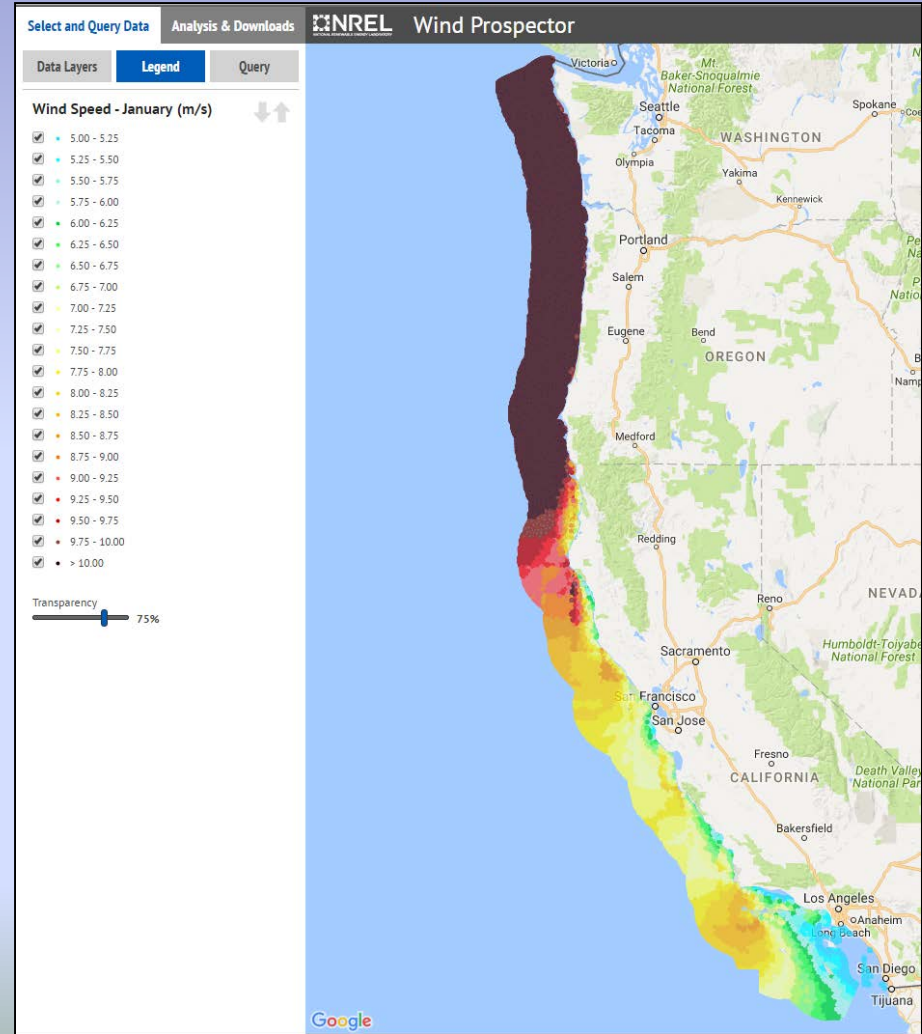 Select and Query Data
Analysis & Downloads
NREL
NATIONAL RENEWABLE ENERGY LABORATORY
Wind Prospector
Data Layers
Legend
Query
Wind Speed - January (m/s)
5.00 - 5.25
5.25 - 5.50
5.50 - 5.75
5.75 - 6.00
6.00 - 6.25
6.25 - 6.50
6.50 - 6.75
6.75 - 7.00
7.00 - 7.25
7.25 - 7.50
7.50 - 7.75
7.75 - 8.00
8.00 - 8.25
8.25 - 8.50
8.50 - 8.75
8.75 - 9.00
9.00 - 9.25
9.25 - 9.50
9.50 - 9.75
9.75 - 10.00
> 10.00
Transparency
75%
Victoria
Mt.
Baker-Snoqualmie
National Forest
Seattle
Spokane
Tacoma
WASHINGTON
Olympia
Yakima
Kennewick
Portland
Salem
Eugene
Bend
OREGON
Medford
Redding
Reno
NEVADA
Humboldt-Toiyabe
National Forest
Sacramento
San Francisco
San Jose
Fresno
CALIFORNIA
Death Valley
National Par
Bakersfield
Los Angeles
Anaheim
Long Beach
San Diego
Tijuana
Google